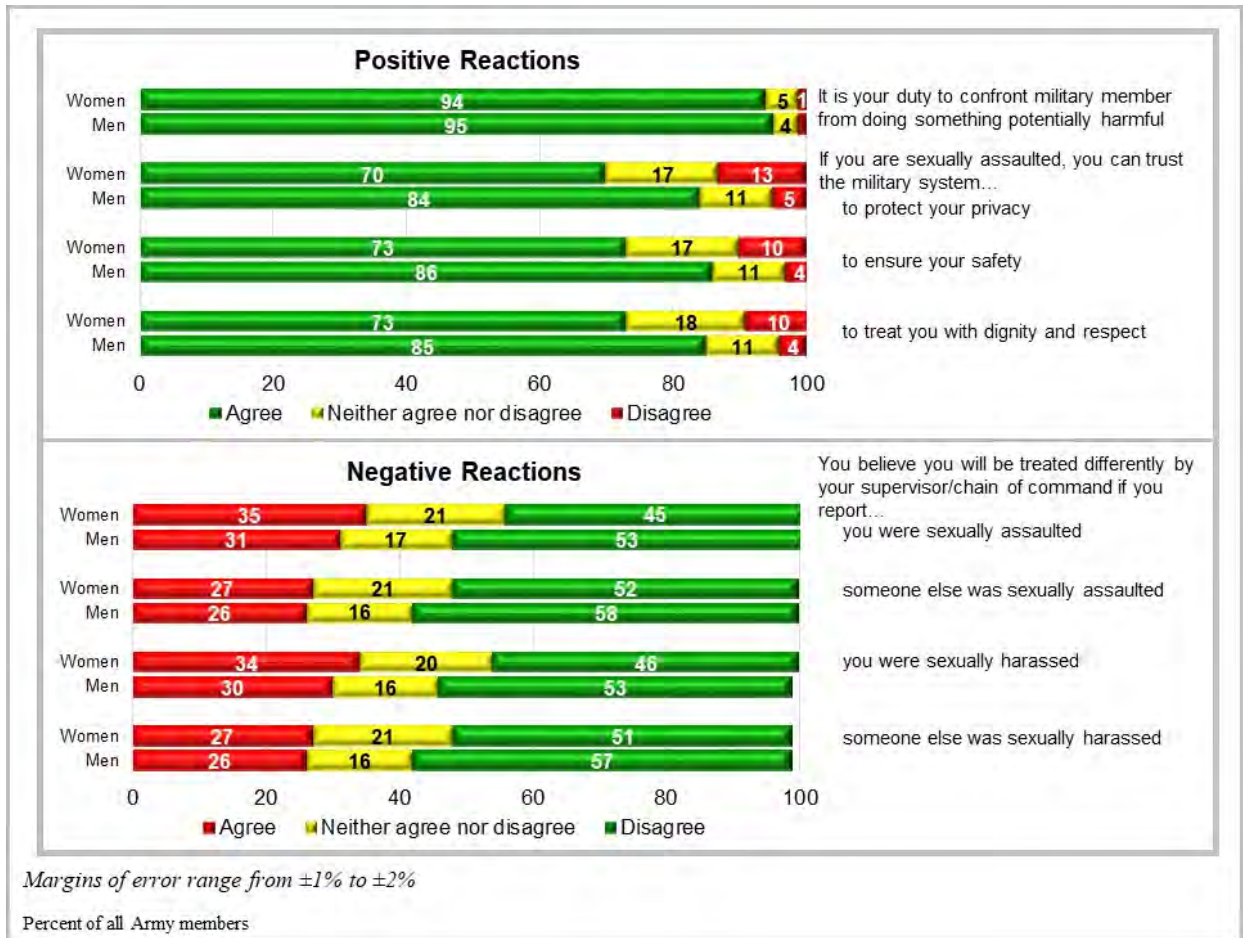 Positive Reactions
Women 94 5 1
Men 95 4
It is your duty to confront military member
from doing something potentially harmful
If you are sexually assaulted, you can trust
the military system…
Women 70 17 13
Men 84 11 5
to protect your privacy
Women 73 17 10
Men 86 11 4
to ensure your safety
Women 73 18 10
Men 85 11 4
to treat you with dignity and respect
0 20 40 60 80 100
Agree Neither agree nor disagree Disagree
Negative Reactions
You believe you will be treated differently by
your supervisor/chain of command if you
report…
Women 35 21 45
Men 31 17 53
you were sexually assaulted
Women 27 21 52
Men 26 16 58
someone else was sexually assaulted
Women 34 20 46
Men 30 16 53
you were sexually harassed
Women 27 21 51
Men 26 16 57
someone else was sexually harassed
0 20 40 60 80 100
Agree Neither agree nor disagree Disagree
Margins of error range from ±1% to ±2%
Percent of all Army members